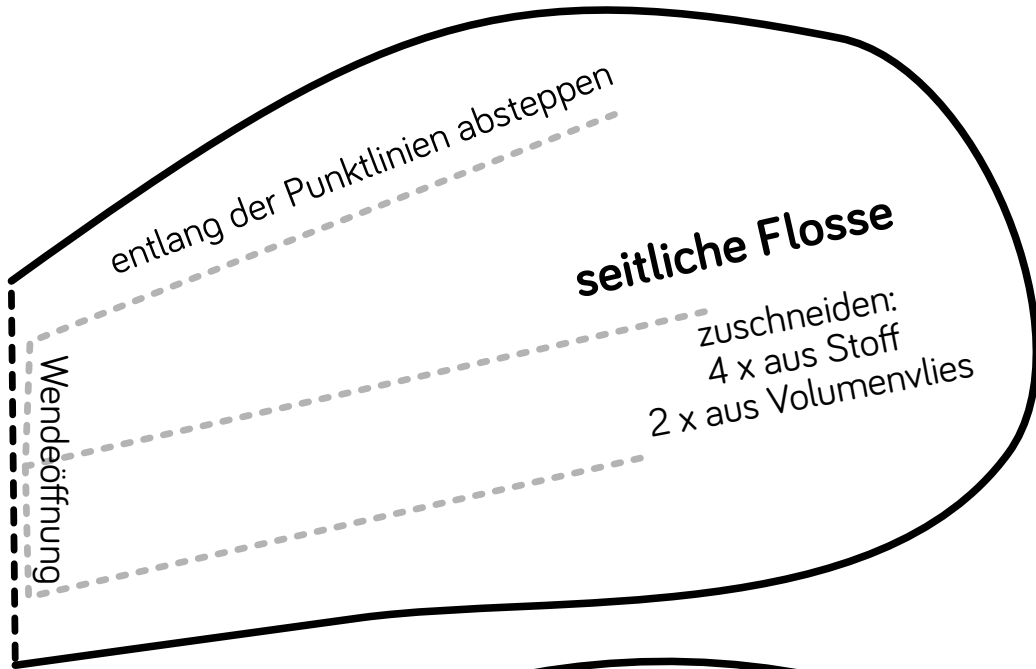 entlang der Punktlinien absteppen
seitliche Flosse
zuschneiden:
4 x aus Stoff
2 x aus Volumenvlies
Wendeöffnung